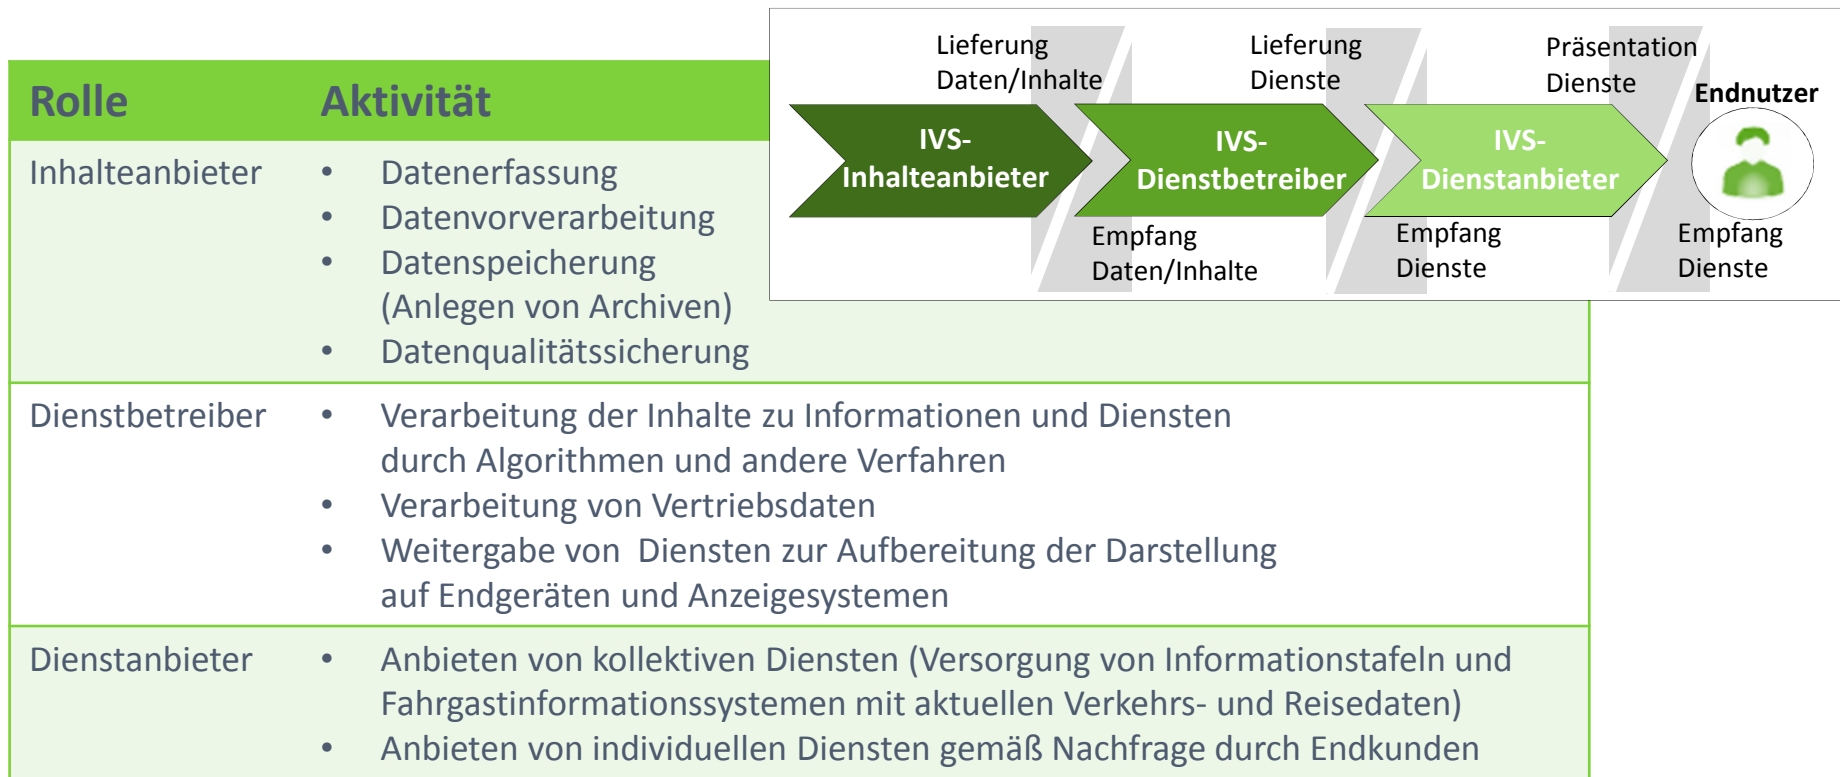 Lieferung
Daten/Inhalte
Lieferung
Dienste
Präsentation
Dienste
Endnutzer
IVS-
Inhalteanbieter
IVS-
Dienstbetreiber
IVS-
Dienstanbieter
Empfang
Daten/Inhalte
Empfang
Dienste
Empfang
Dienste
Rolle Aktivität
Inhalteanbieter • Datenerfassung
• Datenvorverarbeitung
• Datenspeicherung
(Anlegen von Archiven)
• Datenqualitätssicherung
Dienstbetreiber • Verarbeitung der Inhalte zu Informationen und Diensten
durch Algorithmen und andere Verfahren
• Verarbeitung von Vertriebsdaten
• Weitergabe von Diensten zur Aufbereitung der Darstellung
auf Endgeräten und Anzeigesystemen
Dienstanbieter • Anbieten von kollektiven Diensten (Versorgung von Informationstafeln und
Fahrgastinformationssystemen mit aktuellen Verkehrs- und Reisedaten)
• Anbieten von individuellen Diensten gemäß Nachfrage durch Endkunden